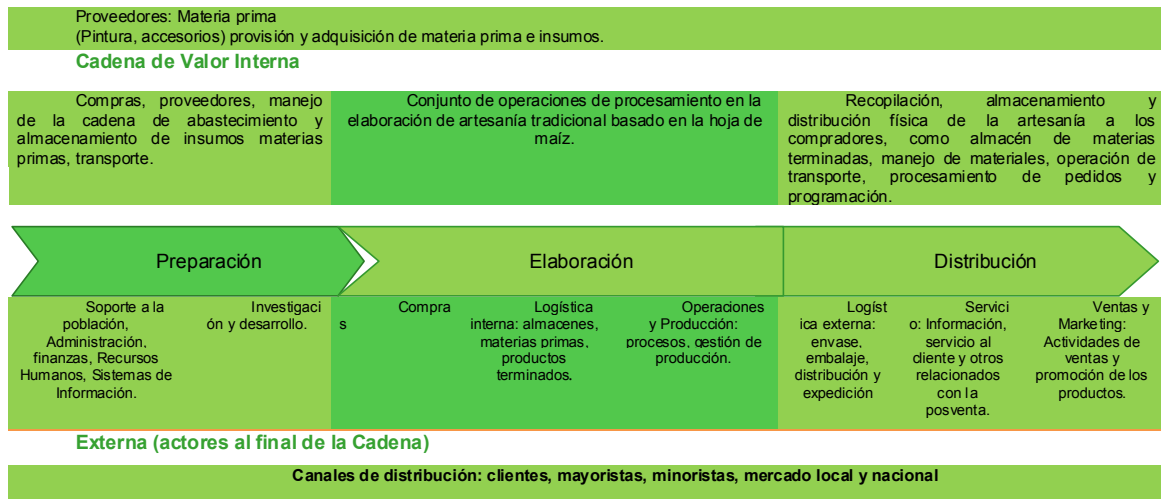 Proveedores: Materia prima
(Pintura, accesorios) provisión y adquisición de materia prima e insumos.
Cadena de Valor Interna
Compras, proveedores, manejo
de la cadena de abastecimiento y
almacenamiento de insumos materias
primas, transporte.
Conjunto de operaciones de procesamiento en la
elaboración de artesanía tradicional basado en la hoja de
maíz.
Recopilación, almacenamiento y
distribución física de la artesanía a los
compradores, como almacén de materias
terminadas, manejo de materiales, operación de
transporte, procesamiento de pedidos y
programación.
Preparación
Elaboración
Distribución
Soporte a la
población,
Administración,
finanzas, Recursos
Humanos, Sistemas de
Información.
Investigaci
ón y desarrollo.
Compra
s
Logística
interna: almacenes,
materias primas,
productos
terminados.
Operaciones
y Producción:
procesos, gestión de
producción.
Logíst
ica externa:
envase,
embalaje,
distribución y
expedición
Servici
o: Información,
servicio al
cliente y otros
relacionados
con la
posventa.
Ventas y
Marketing:
Actividades de
ventas y
promoción de los
productos.
Externa (actores al final de la Cadena)
Canales de distribución: clientes, mayoristas, minoristas, mercado local y nacional